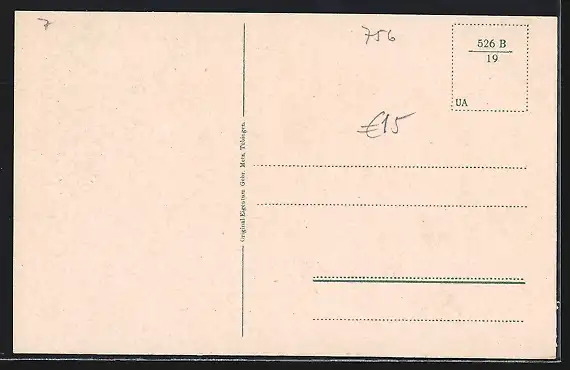 7
756
526 B
19
UA
€15
Original Eigentum Gebr. Metz, Tübingen.